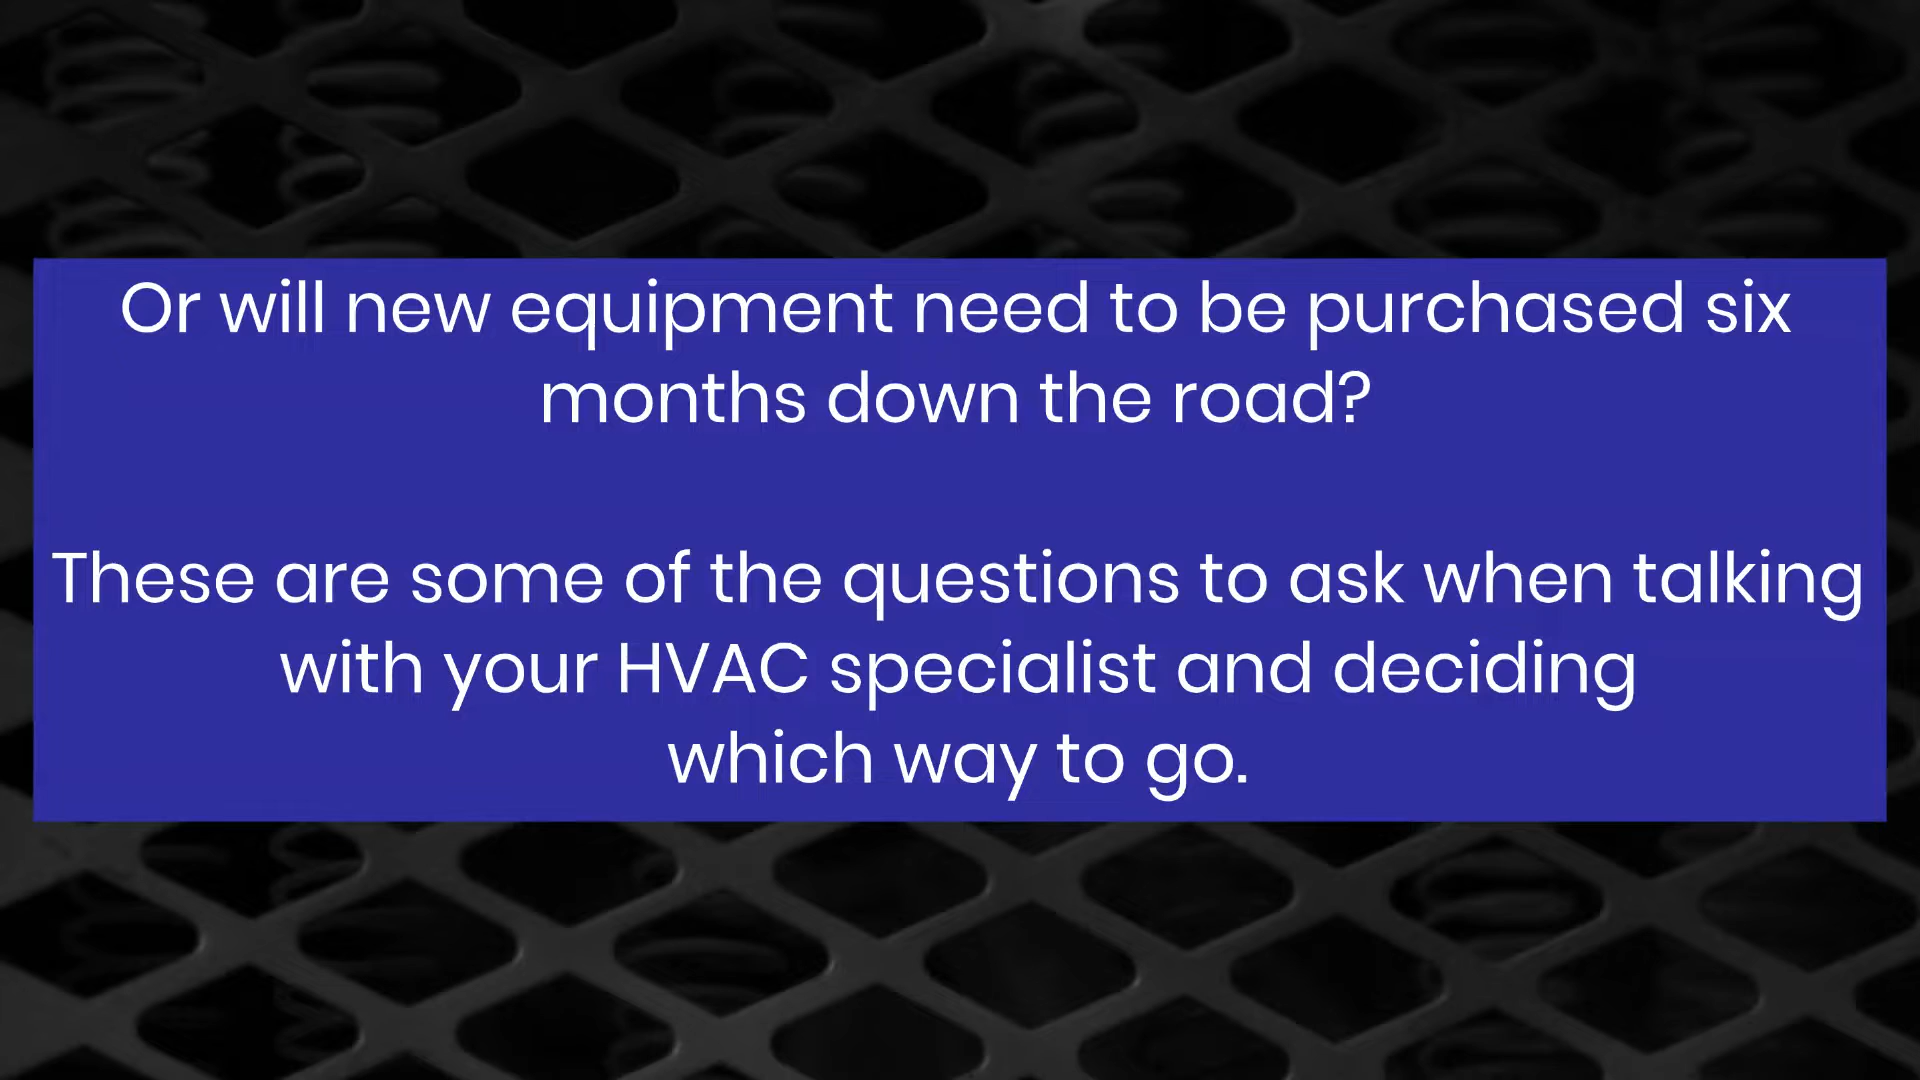 Or will new equipment need to be purchased six
months down the road?
These are some of the questions to ask when talking
with your HVAC specialist and deciding
which way to go.